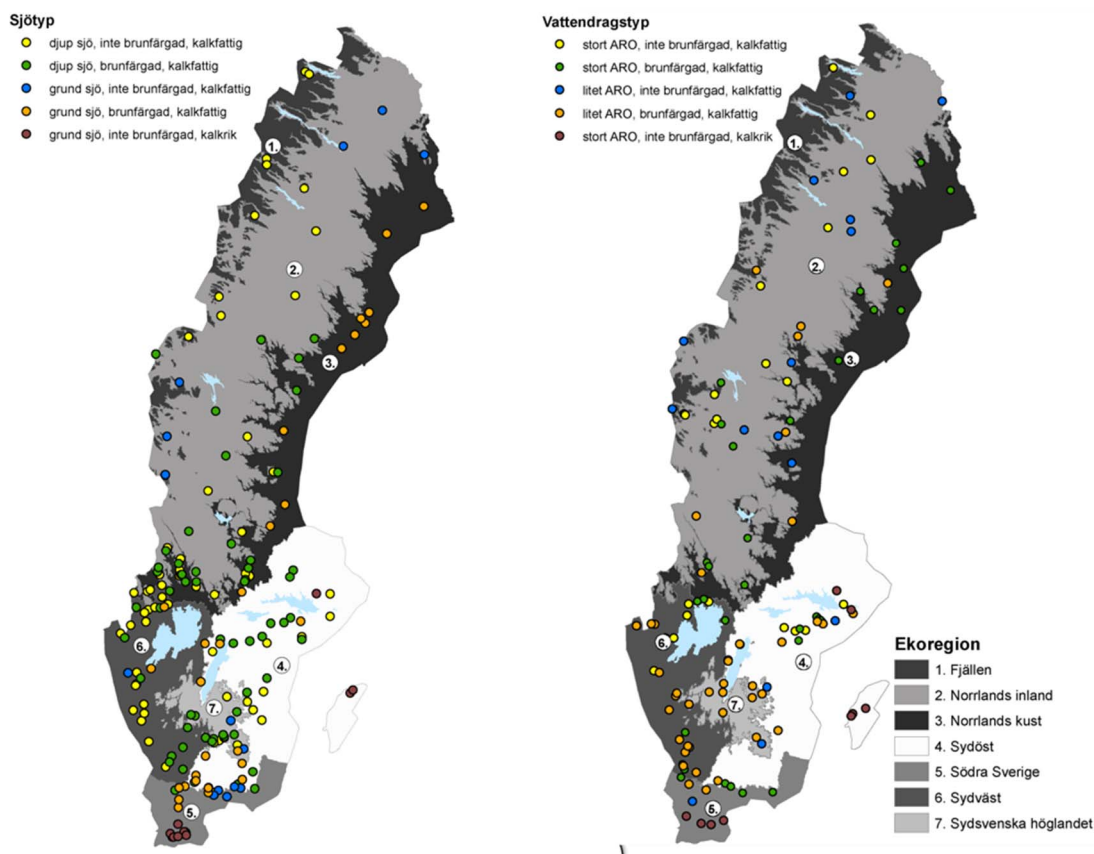 Sjötyp
djup sjö, inte brunfärgad, kalkfattig
djup sjö, brunfärgad, kalkfattig
grund sjö, inte brunfärgad, kalkfattig
grund sjö, brunfärgad, kalkfattig
grund sjö, inte brunfärgad, kalkrik
1.
2.
3.
4.
5.
6.
7.
Vattendragstyp
stort ARO, inte brunfärgad, kalkfattig
stort ARO, brunfärgad, kalkfattig
litet ARO, inte brunfärgad, kalkfattig
litet ARO, brunfärgad, kalkfattig
stort ARO, inte brunfärgad, kalkrik
1.
2.
3.
4.
5.
6.
7.
Ekoregion
1. Fjällen
2. Norrlands inland
3. Norrlands kust
4. Sydöst
5. Södra Sverige
6. Sydväst
7. Sydsvenska höglandet